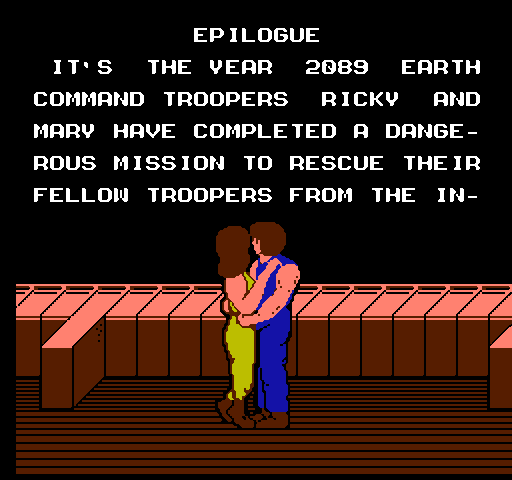 EPILOGUE
IT'S THE YEAR 2089 EARTH
COMMAND TROOPERS RICKY AND
MARY HAVE COMPLETED A DANGE-
ROUS MISSION TO RESCUE THEIR
FELLOW TROOPERS FROM THE IN-